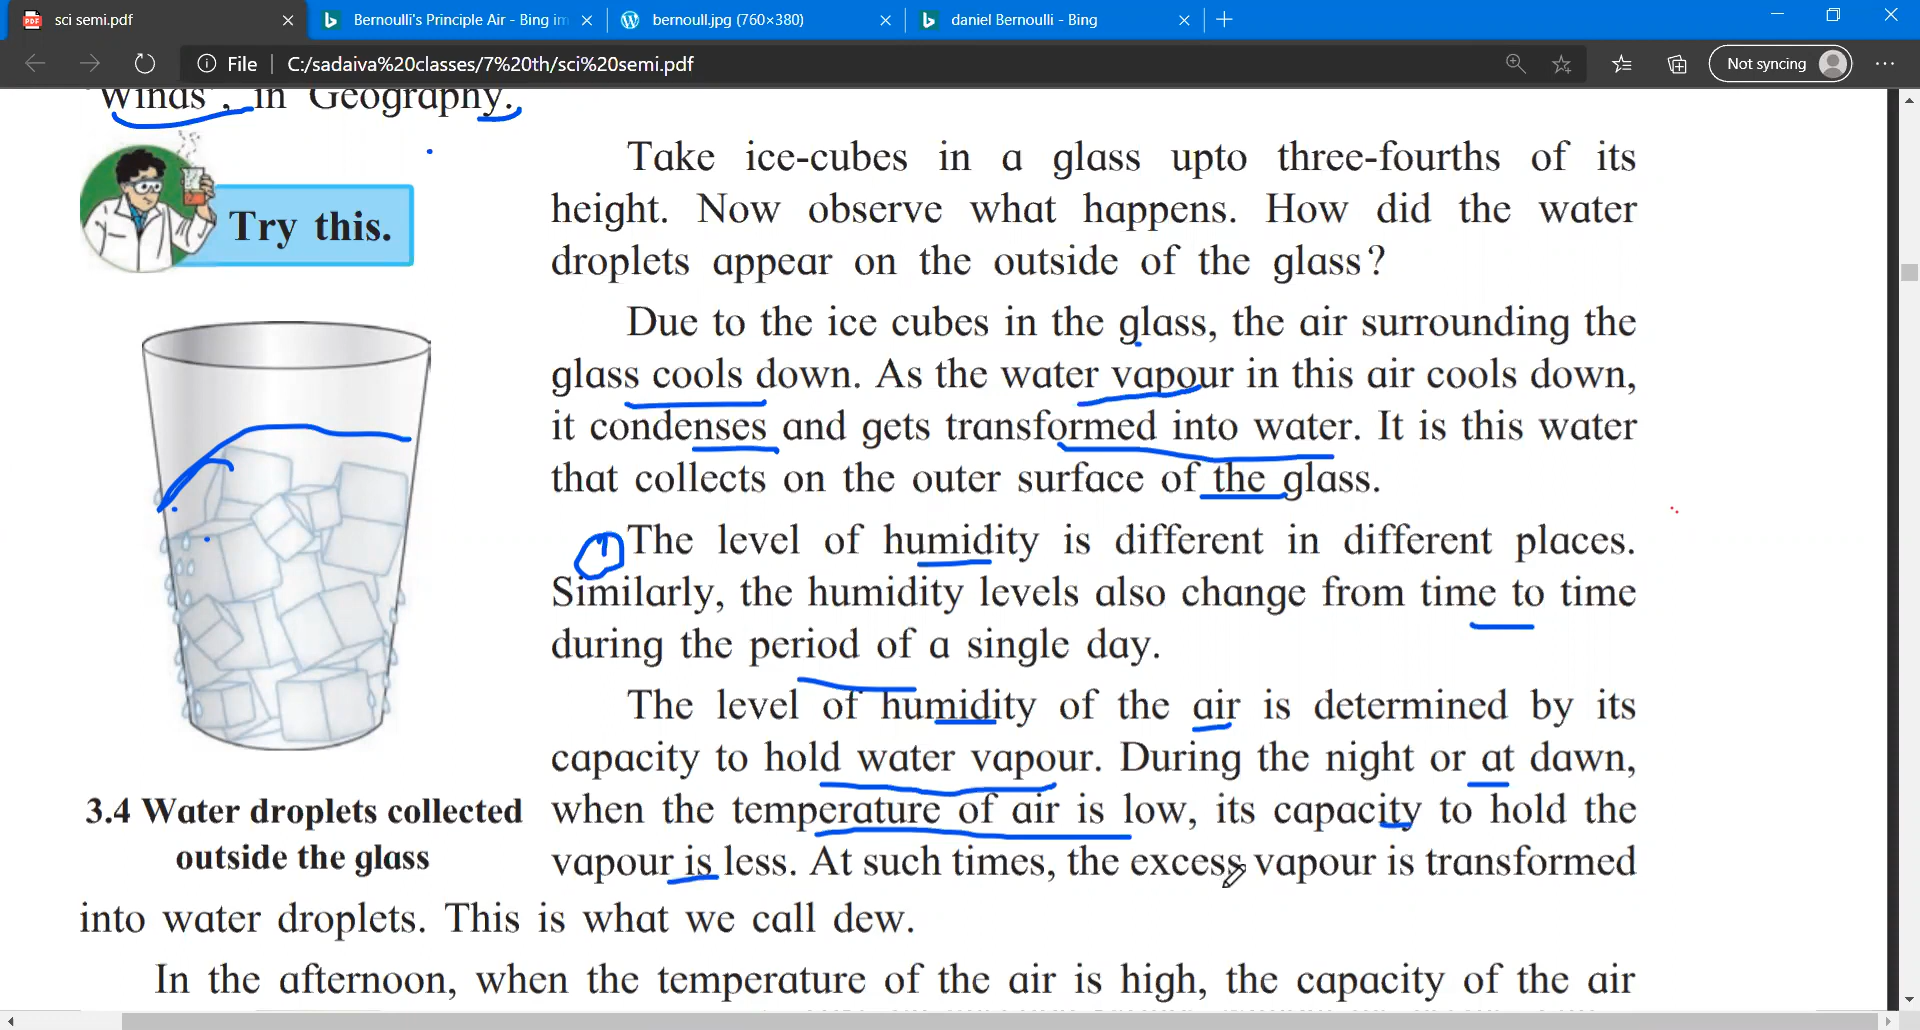 sci semi.pdf
Bernoulli's Principle Air - Bing im
bernoull.jpg (760×380)
daniel Bernoulli - Bing
File
C:/sadaiva%20classes/7%20th/sci%20semi.pdf
Not syncing
'Winds', in Geography.
Try this.
Take ice-cubes in a glass upto three-fourths of its
height. Now observe what happens. How did the water
droplets appear on the outside of the glass?
Due to the ice cubes in the glass, the air surrounding the
glass cools down. As the water vapour in this air cools down,
it condenses and gets transformed into water. It is this water
that collects on the outer surface of the glass.
The level of humidity is different in different places.
Similarly, the humidity levels also change from time to time
during the period of a single day.
The level of humidity of the air is determined by its
capacity to hold water vapour. During the night or at dawn,
when the temperature of air is low, its capacity to hold the
vapour is less. At such times, the excess vapour is transformed
into water droplets. This is what we call dew.
3.4 Water droplets collected
outside the glass
In the afternoon, when the temperature of the air is high, the capacity of the air